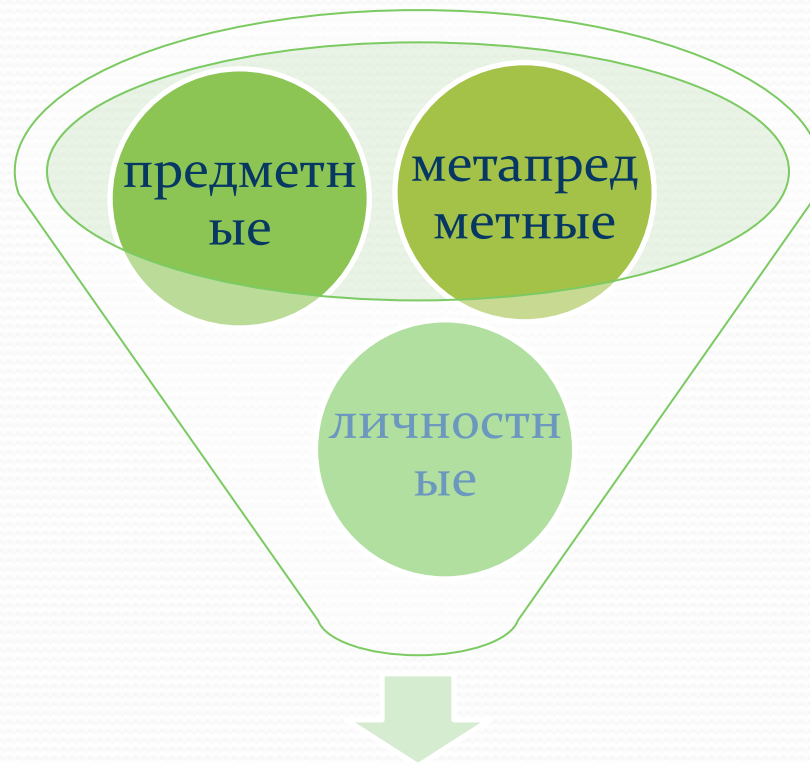 предметн
ые
метапред
метные
личностн
ые